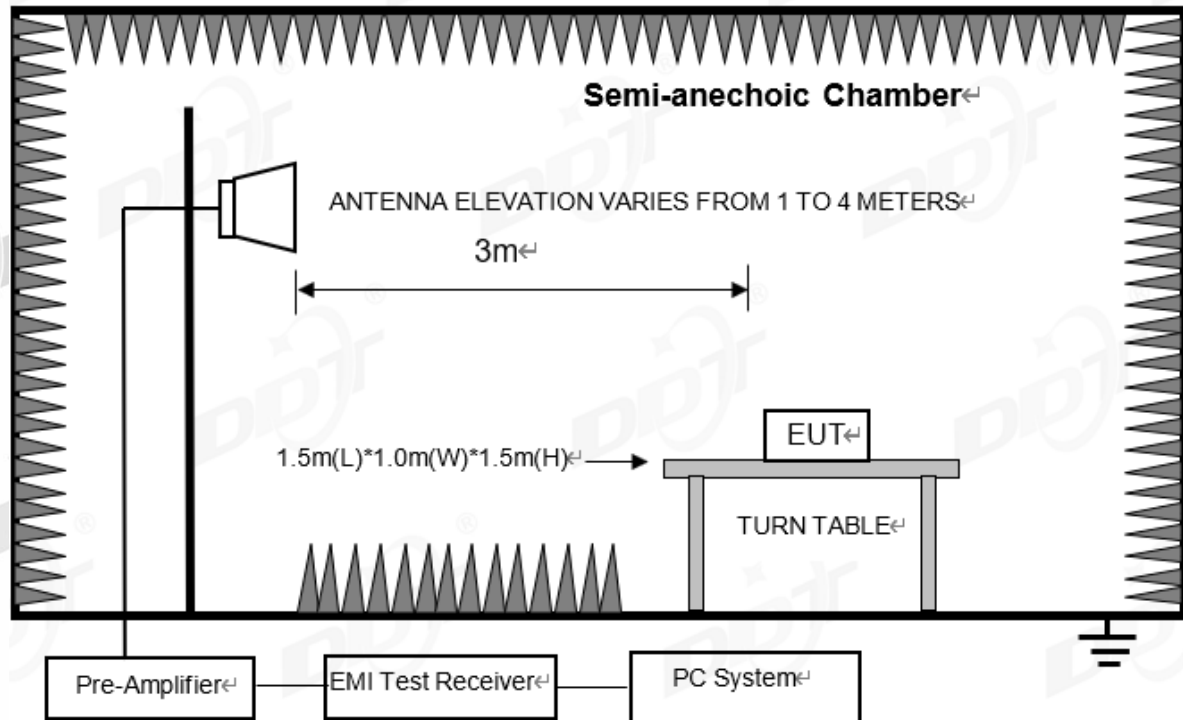 Semi-anechoic Chamber↵
ANTENNA ELEVATION VARIES FROM 1 TO 4 METERS↵
3m↵
EUT↵
1.5m(L)*1.0m(W)*1.5m(H)↵
TURN TABLE↵
Pre-Amplifier↵
EMI Test Receiver↵
PC System↵
DDT
®